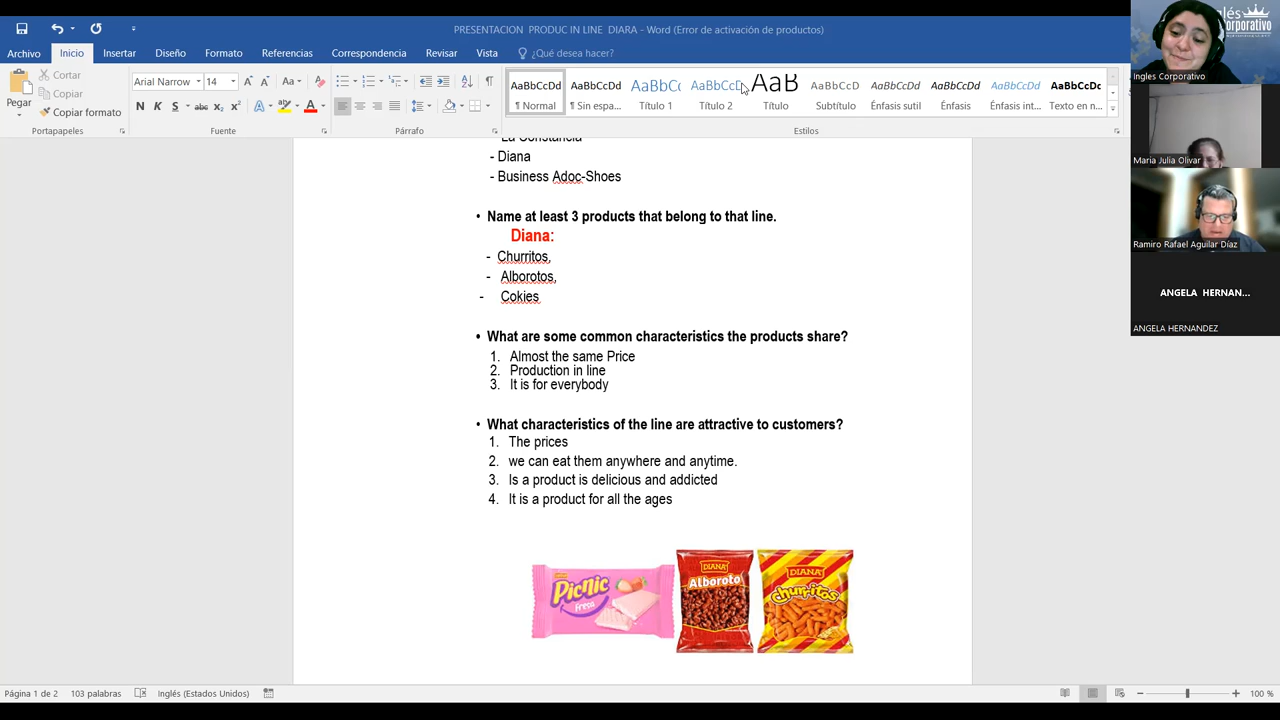 PRESENTACION PRODUC IN LINE DIARA - Word (Error de activación de productos)
Archivo Inicio Insertar Diseño Formato Referencias Correspondencia Revisar Vista ¿Qué desea hacer?
Pegar
Cortar
Copiar
Copiar formato
Portapapeles
Arial Narrow 14
Fuente
Párrafo
AaBbCcDd AaBbCcDd AaBbCc AaBbCcD AaB AaBbCcD AaBbCcDd AaBbCcDd AaBbCcDd AaBbCcDc
¶ Normal ¶ Sin espa... Título 1 Título 2 Título Subtítulo Énfasis sutil Énfasis Énfasis int... Texto en n...
Estilos
- La Constancia
- Diana
- Business Adoc-Shoes
• Name at least 3 products that belong to that line.
Diana:
- Churritos,
- Alborotos,
- Cokies
• What are some common characteristics the products share?
1. Almost the same Price
2. Production in line
3. It is for everybody
• What characteristics of the line are attractive to customers?
1. The prices
2. we can eat them anywhere and anytime.
3. Is a product is delicious and addicted
4. It is a product for all the ages
Picnic
Fresa
DIANA
Alboroto
DIANA
Churritos
Página 1 de 2 103 palabras Inglés (Estados Unidos) 100 %
Ingles Corporativo
Maria Julia Olivar
Ramiro Rafael Aguilar Díaz
ANGELA HERNAN...
ANGELA HERNANDEZ